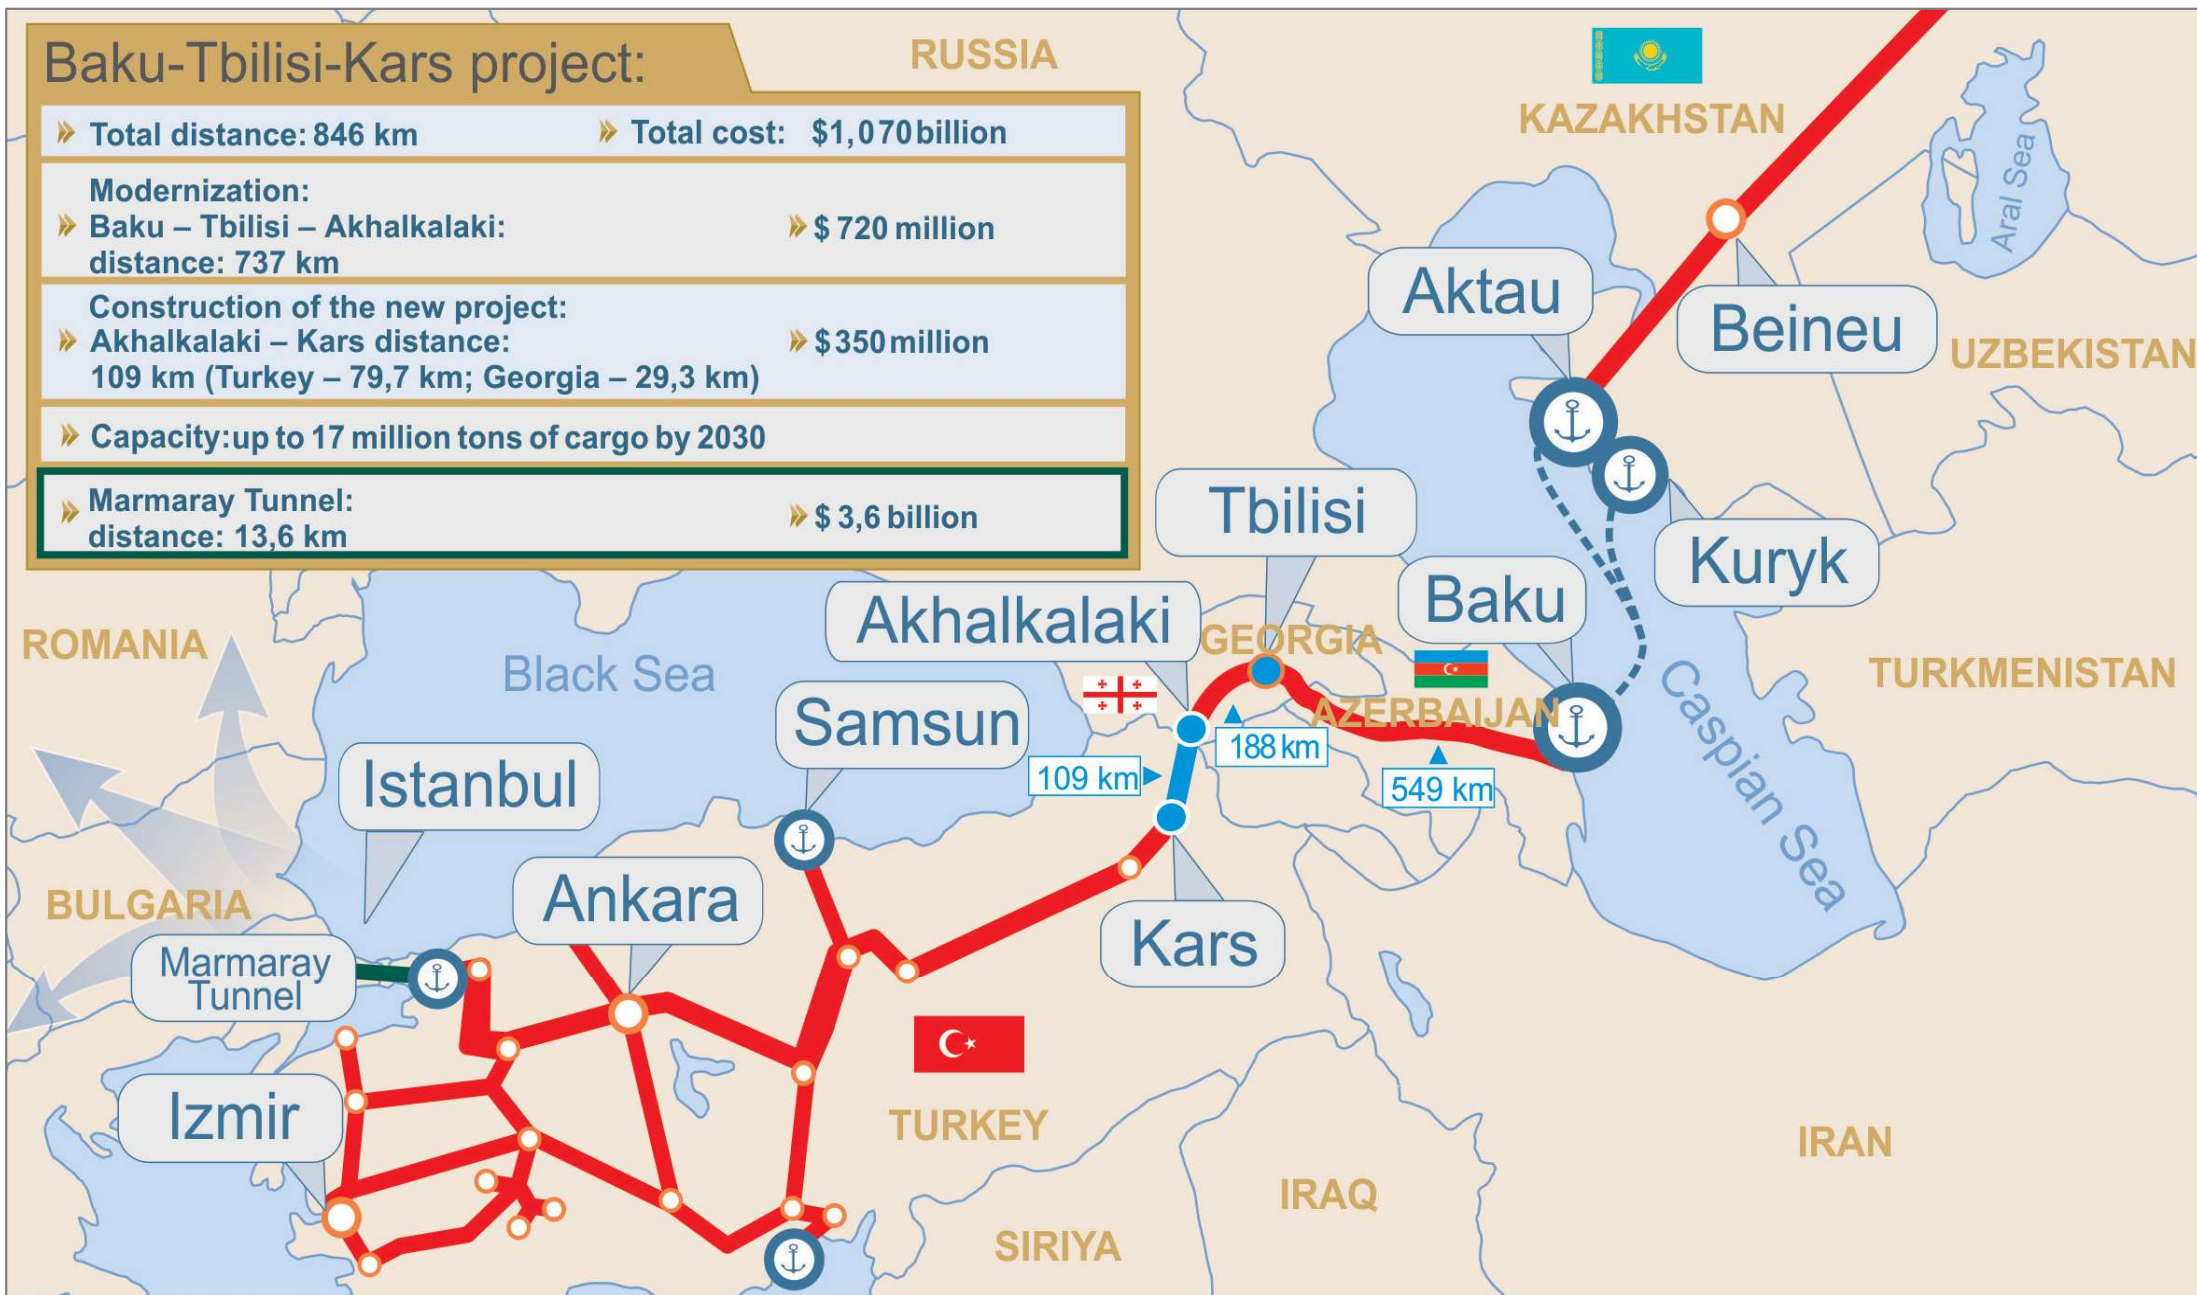 Baku-Tbilisi-Kars project:
Total distance: 846 km
Total cost: $1,070 billion
Modernization:
Baku – Tbilisi – Akhalkalaki:
distance: 737 km
$ 720 million
Construction of the new project:
Akhalkalaki – Kars distance:
109 km (Turkey – 79,7 km; Georgia – 29,3 km)
$350 million
Capacity: up to 17 million tons of cargo by 2030
Marmaray Tunnel:
distance: 13,6 km
$ 3,6 billion
RUSSIA
KAZAKHSTAN
Aral Sea
Aktau
Beineu
UZBEKISTAN
Tbilisi
Kuryk
Baku
Akhalkalaki
GEORGIA
ROMANIA
Black Sea
TURKMENISTAN
Caspian Sea
Samsun
AZERBAIJAN
188 km
109 km
549 km
Istanbul
Ankara
BULGARIA
Kars
Marmaray
Tunnel
Izmir
TURKEY
IRAN
IRAQ
SIRIYA